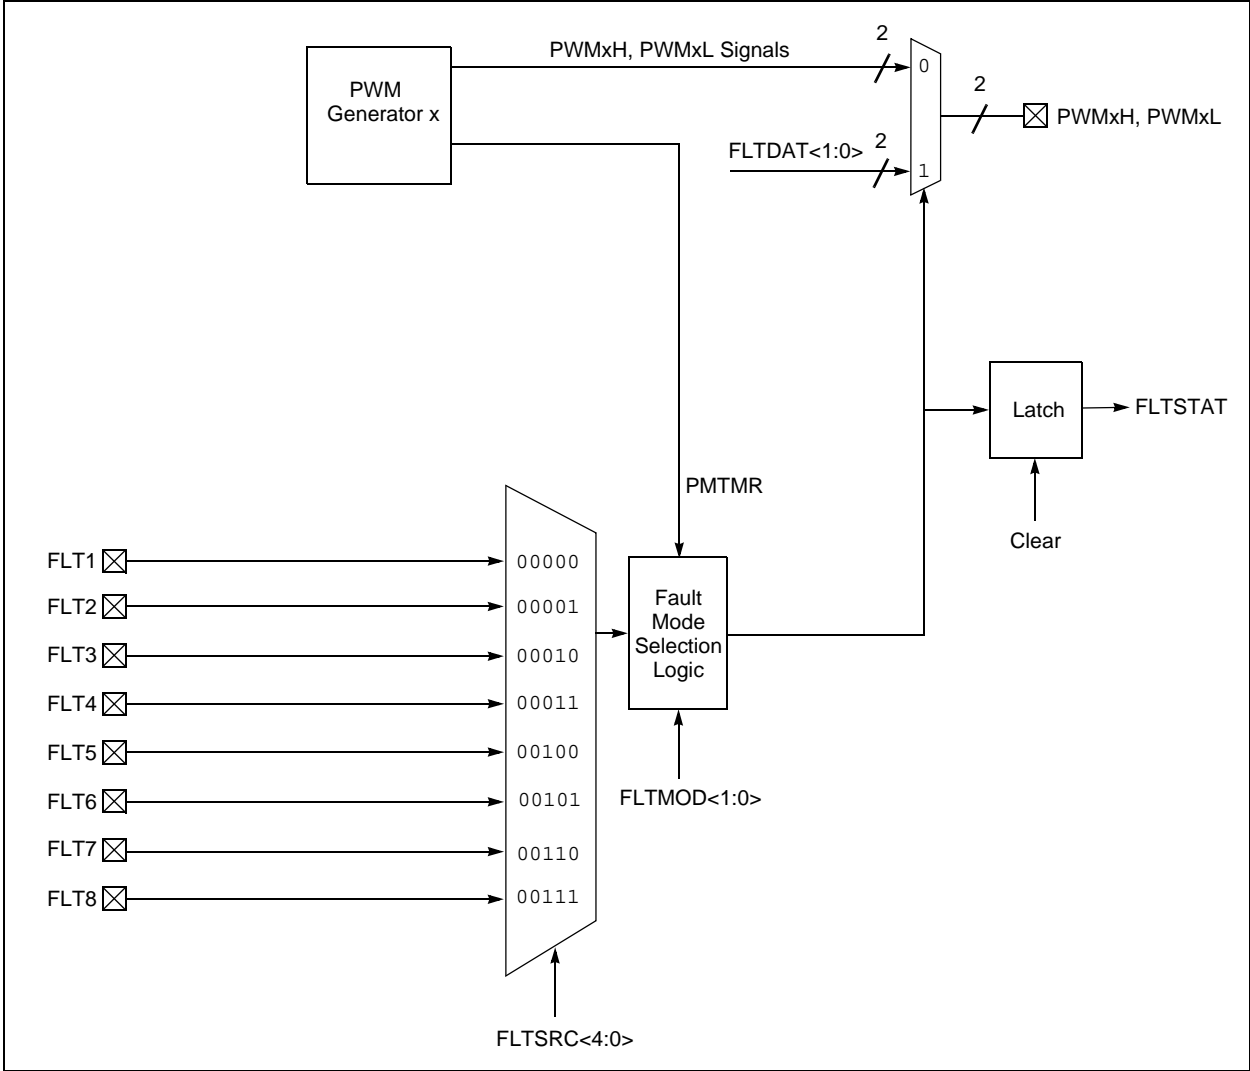 PWMxH, PWMxL Signals
2
0
PWM
Generator x
2
PWMxH, PWMxL
FLTDAT<1:0>
2
1
Latch
FLTSTAT
Clear
PMTMR
FLT1
00000
FLT2
00001
FLT3
00010
FLT4
00011
FLT5
00100
FLT6
00101
FLT7
00110
FLT8
00111
Fault
Mode
Selection
Logic
FLTMOD<1:0>
FLTSRC<4:0>